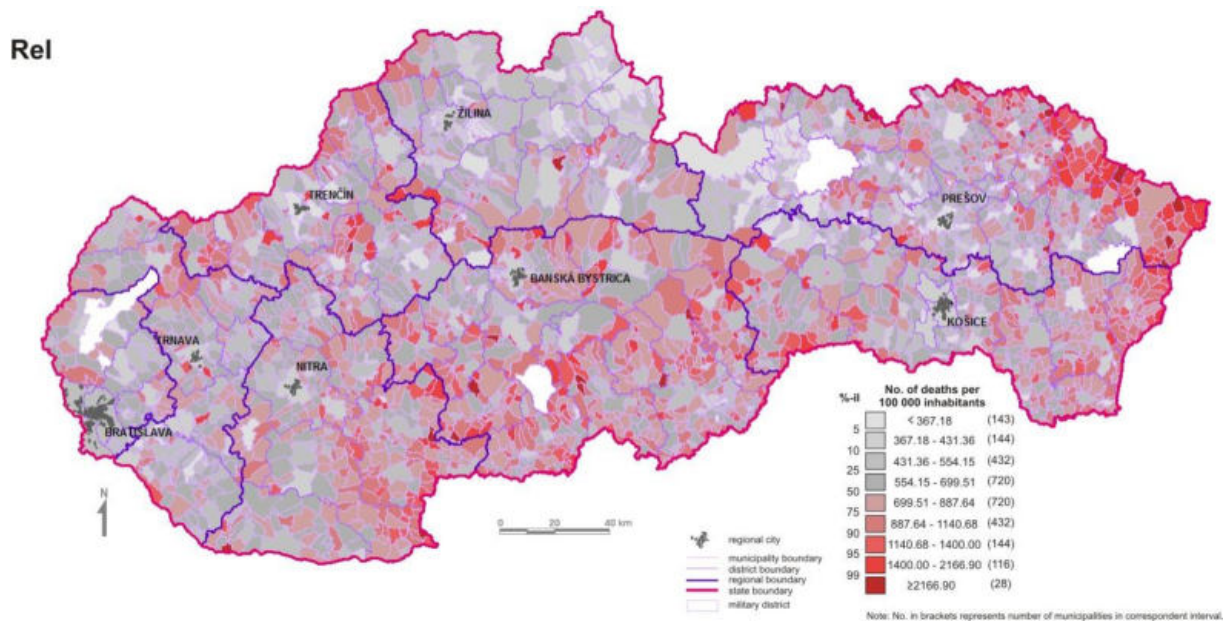 Rel
ŽILINA
TRENČÍN
PREŠOV
BANSKÁ BYSTRICA
KOŠICE
TRNAVA
NITRA
BRATISLAVA
N
0 20 40 km
regional city
municipality boundary
district boundary
regional boundary
state boundary
military district
%-il
No. of deaths per
100 000 inhabitants
< 367.18 (143)
5
367.18 - 431.36 (144)
10
431.36 - 554.15 (432)
25
554.15 - 699.51 (720)
50
699.51 - 887.64 (720)
75
887.64 - 1140.68 (432)
90
1140.68 - 1400.00 (144)
95
1400.00 - 2166.90 (116)
99
≥2166.90 (28)
Note: No. in brackets represents number of municipalities in correspondent interval.